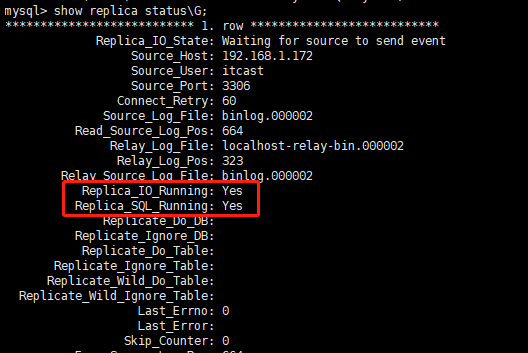 mysql> show replica status\G;
*************************** 1. row ***************************
Replica_IO_State: Waiting for source to send event
Source_Host: 192.168.1.172
Source_User: itcast
Source_Port: 3306
Connect_Retry: 60
Source_Log_File: binlog.000002
Read_Source_Log_Pos: 664
Relay_Log_File: localhost-relay-bin.000002
Relay_Log_Pos: 323
Relay_Source_Log_File: binlog.000002
Replica_IO_Running: Yes
Replica_SQL_Running: Yes
Replicate_Do_DB:
Replicate_Ignore_DB:
Replicate_Do_Table:
Replicate_Ignore_Table:
Replicate_Wild_Do_Table:
Replicate_Wild_Ignore_Table:
Last_Errno: 0
Last_Error:
Skip_Counter: 0